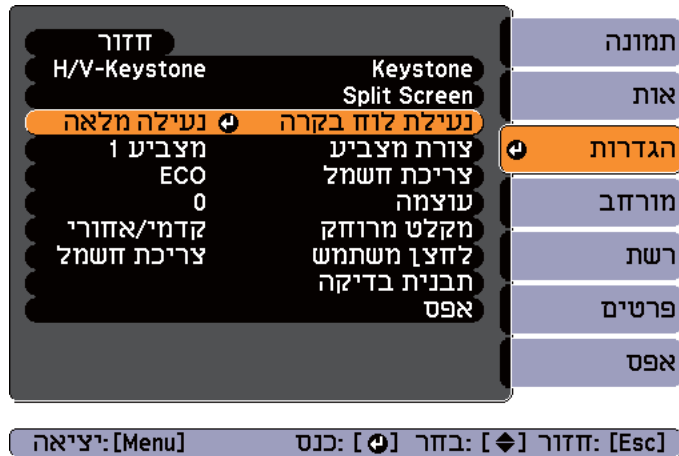 תמונה
אות
הגדרות
מורחב
רשת
פרטים
אפס
חזור
Keystone H/V-Keystone
Split Screen
נעילת לוח בקרה נעילה מלאה
צורת מצביע מצביע 1
צריכת חשמל ECO
עוצמה 0
מקלט מרוחק קדמי/אחורי
לחצן משתמש צריכת חשמל
תבנית בדיקה
אפס
[Esc] :חזור [◆] :בחר [↵] :כנס [Menu] :יציאה